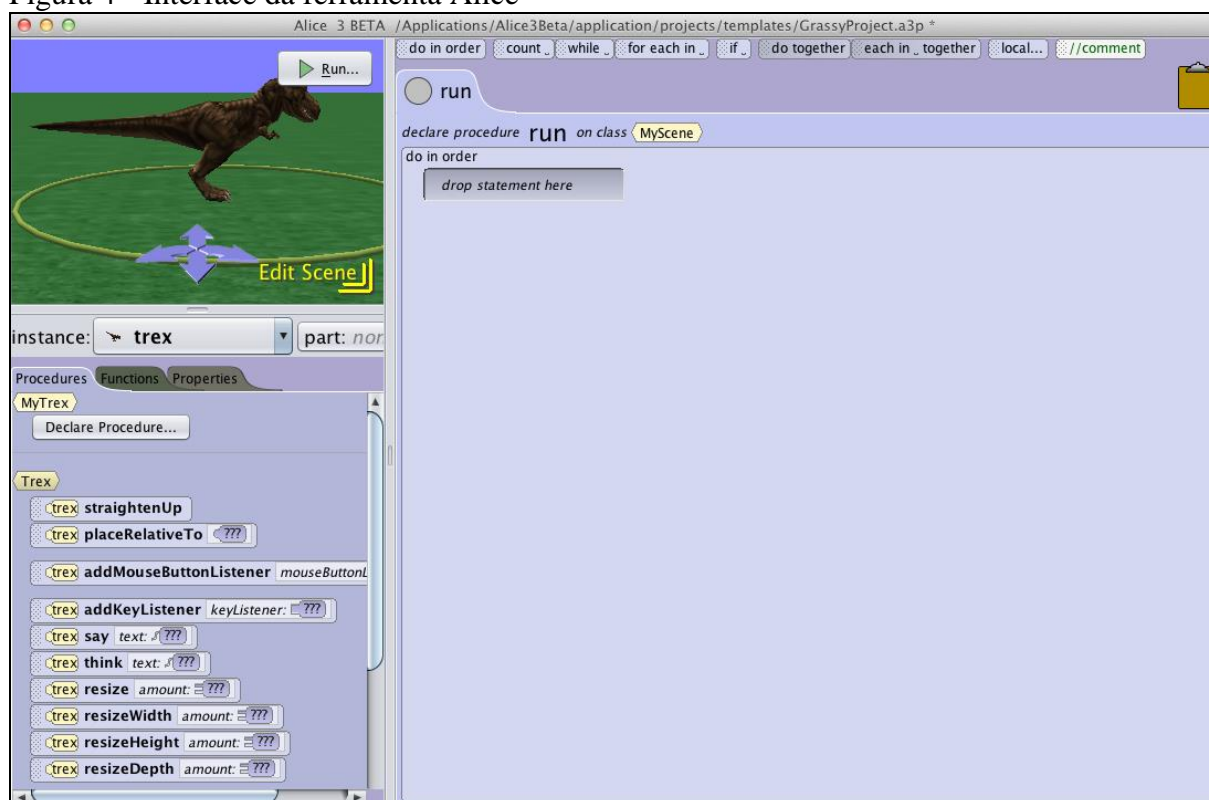 Figura 4 - Interface da ferramenta Alice
Alice 3 BETA /Applications/Alice3Beta/application/projects/templates/GrassyProject.a3p *
do in order count _ while _ for each in _ if _ do together each in _ together local... //comment
Run...
run
declare procedure run on class MyScene
do in order
drop statement here
Edit Scene
instance: trex part: non
Procedures Functions Properties
MyTrex
Declare Procedure...
Trex
trex straightenUp
trex placeRelativeTo ???
trex addMouseButtonListener mouseButtonL
trex addKeyListener keyListener: ???
trex say text: ???
trex think text: ???
trex resize amount: ???
trex resizeWidth amount: ???
trex resizeHeight amount: ???
trex resizeDepth amount: ???